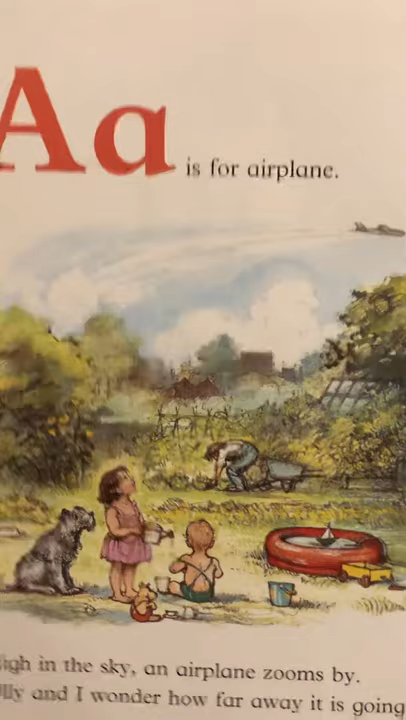 Aa is for airplane.
High in the sky, an airplane zooms by.
and I wonder how far away it is going